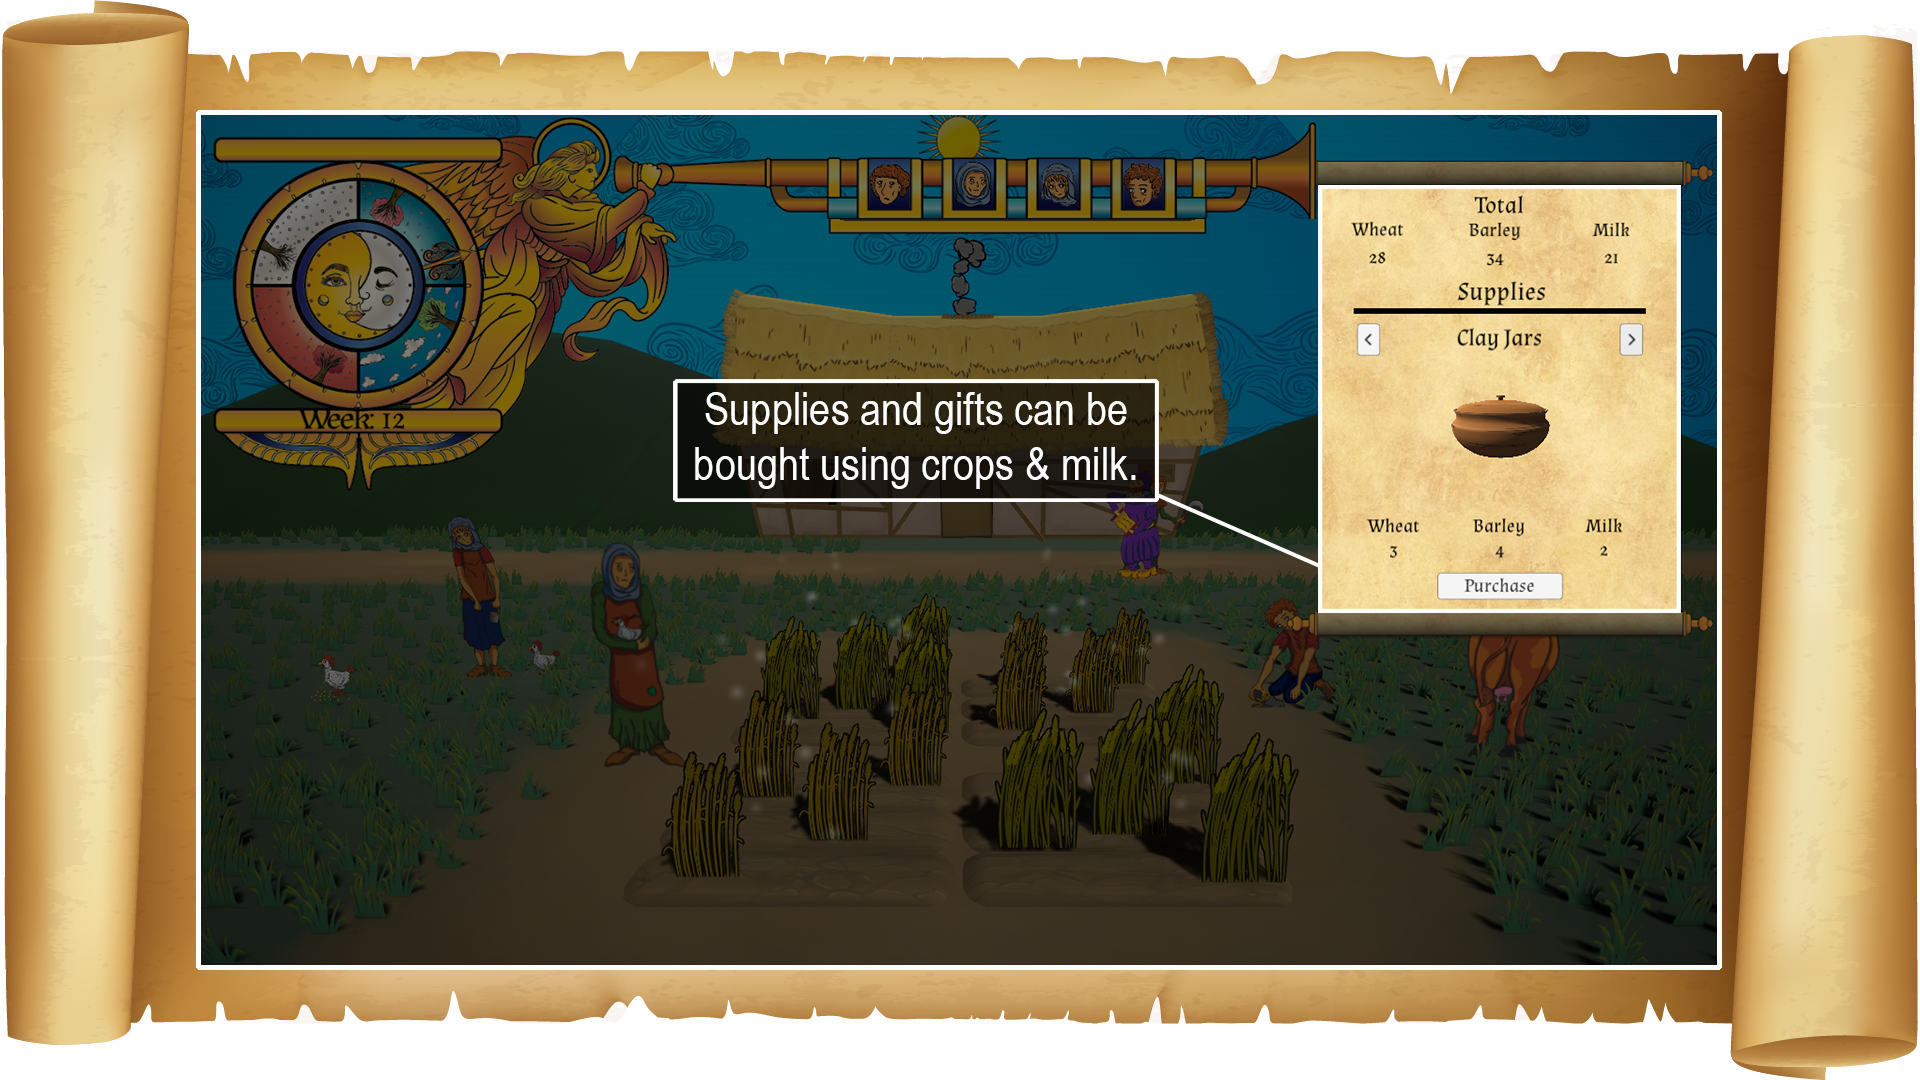 Total
Wheat Barley Milk
28 34 21
Supplies
Clay Jars
Supplies and gifts can be
bought using crops & milk.
Week: 12
Wheat Barley Milk
3 4 2
Purchase